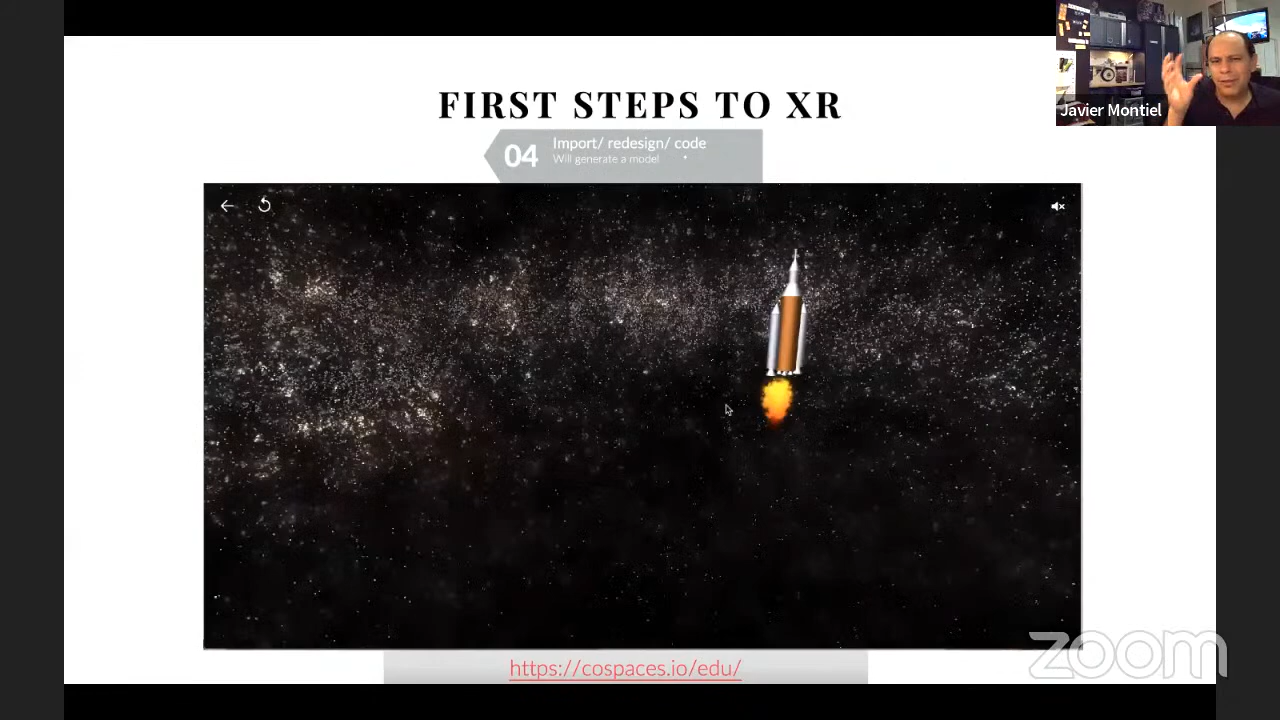 FIRST STEPS TO XR
04
Import/ redesign/ code
Will generate a model
Javier Montiel
https://cospaces.io/edu/
zoom